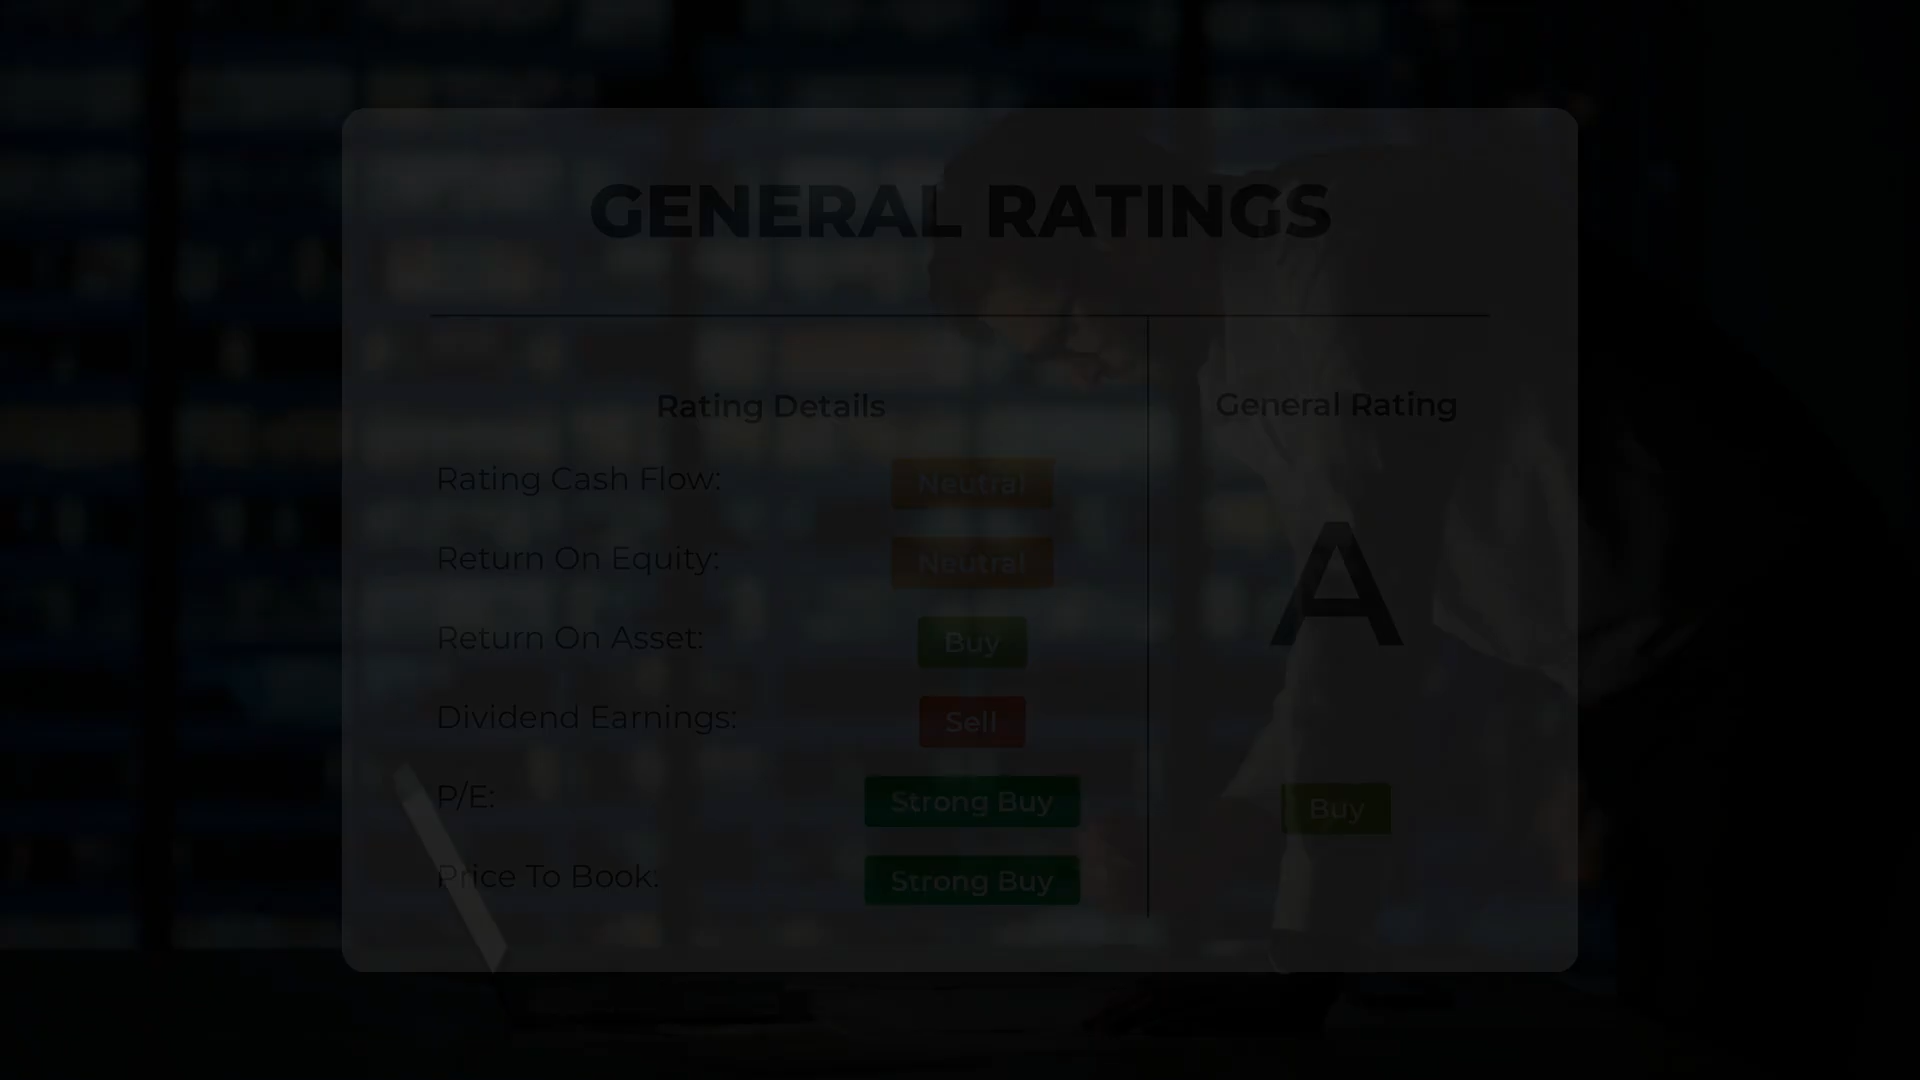 GENERAL RATINGS
Rating Details
General Rating
Rating Cash Flow: Neutral
Return On Equity: Neutral
Return On Asset: Buy
Dividend Earnings: Sell
P/E: Strong Buy
Price To Book: Strong Buy
A
Buy